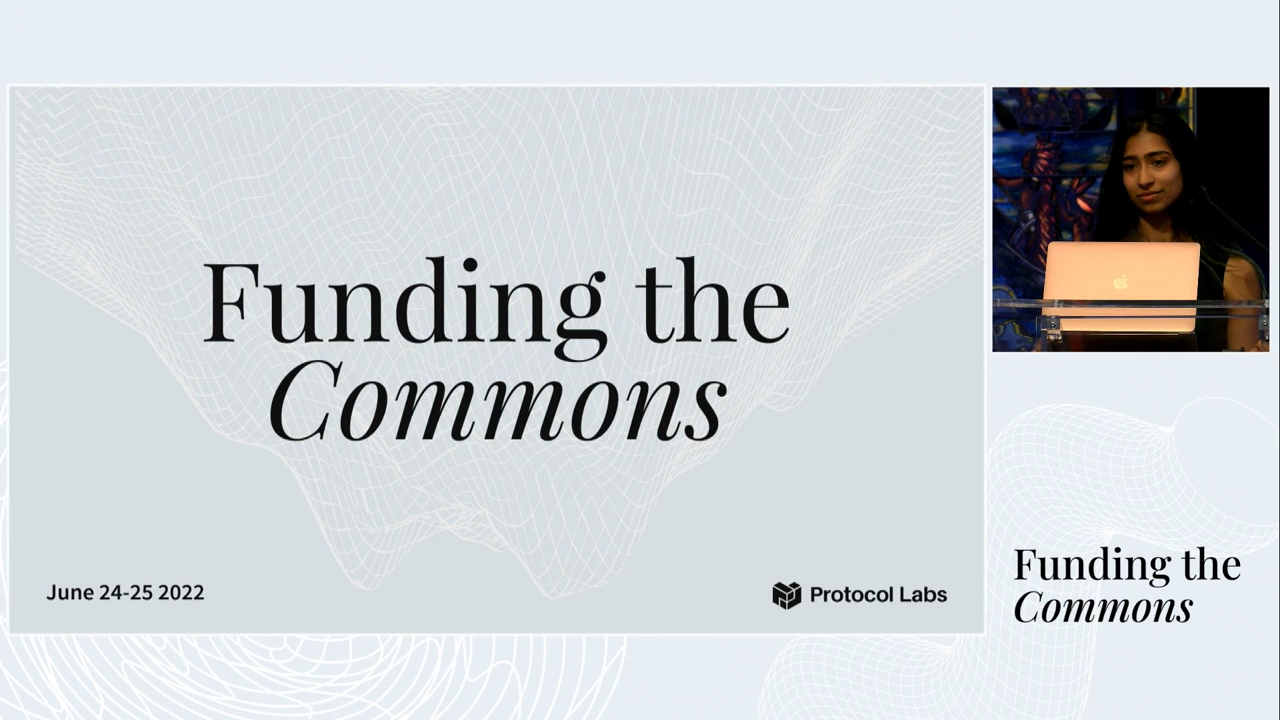 Funding the
Commons
June 24-25 2022
Protocol Labs
Funding the
Commons